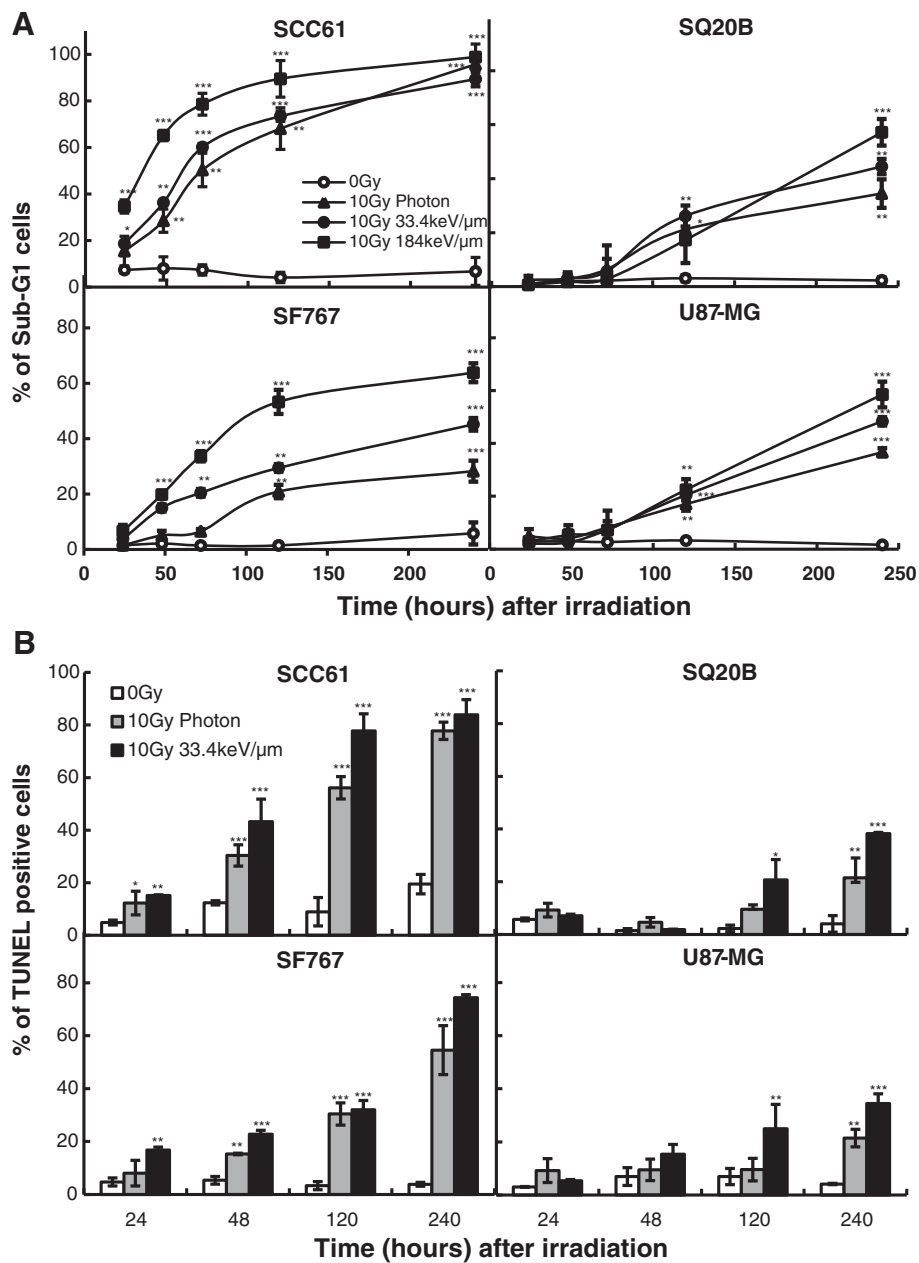 A
SCC61
SQ20B
% of Sub-G1 cells
100
80
60
40
20
0
*** *** *** *** ***
* ** *** *** ***
** ** ** ***
0Gy
10Gy Photon
10Gy 33.4keV/µm
10Gy 184keV/µm
** * *** ** **
SF767
U87-MG
80
60
40
20
0
*** *** *** ***
** ** ***
** ***
** *** ** *** *** ***
0 50 100 150 200 0 50 100 150 200 250
Time (hours) after irradiation
B
SCC61
SQ20B
% of TUNEL positive cells
100
80
60
40
20
0
0Gy
10Gy Photon
10Gy 33.4keV/µm
* ** *** *** *** *** *** ***
* ** ***
SF767
U87-MG
80
60
40
20
0
** ** *** *** *** *** ***
** ** ***
24 48 120 240 24 48 120 240
Time (hours) after irradiation